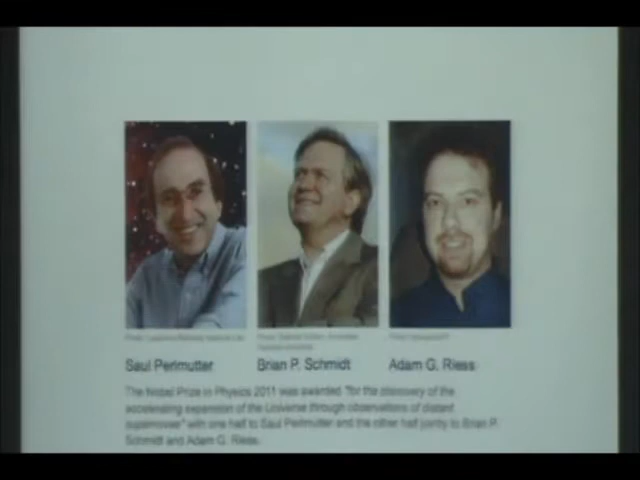 Saul Perlmutter
Brian P. Schmidt
Adam G. Riess
The Nobel Prize in Physics 2011 was awarded "for the discovery of the
accelerating expansion of the Universe through observations of distant
supernovae" with one half to Saul Perlmutter and the other half jointly to Brian P.
Schmidt and Adam G. Riess.